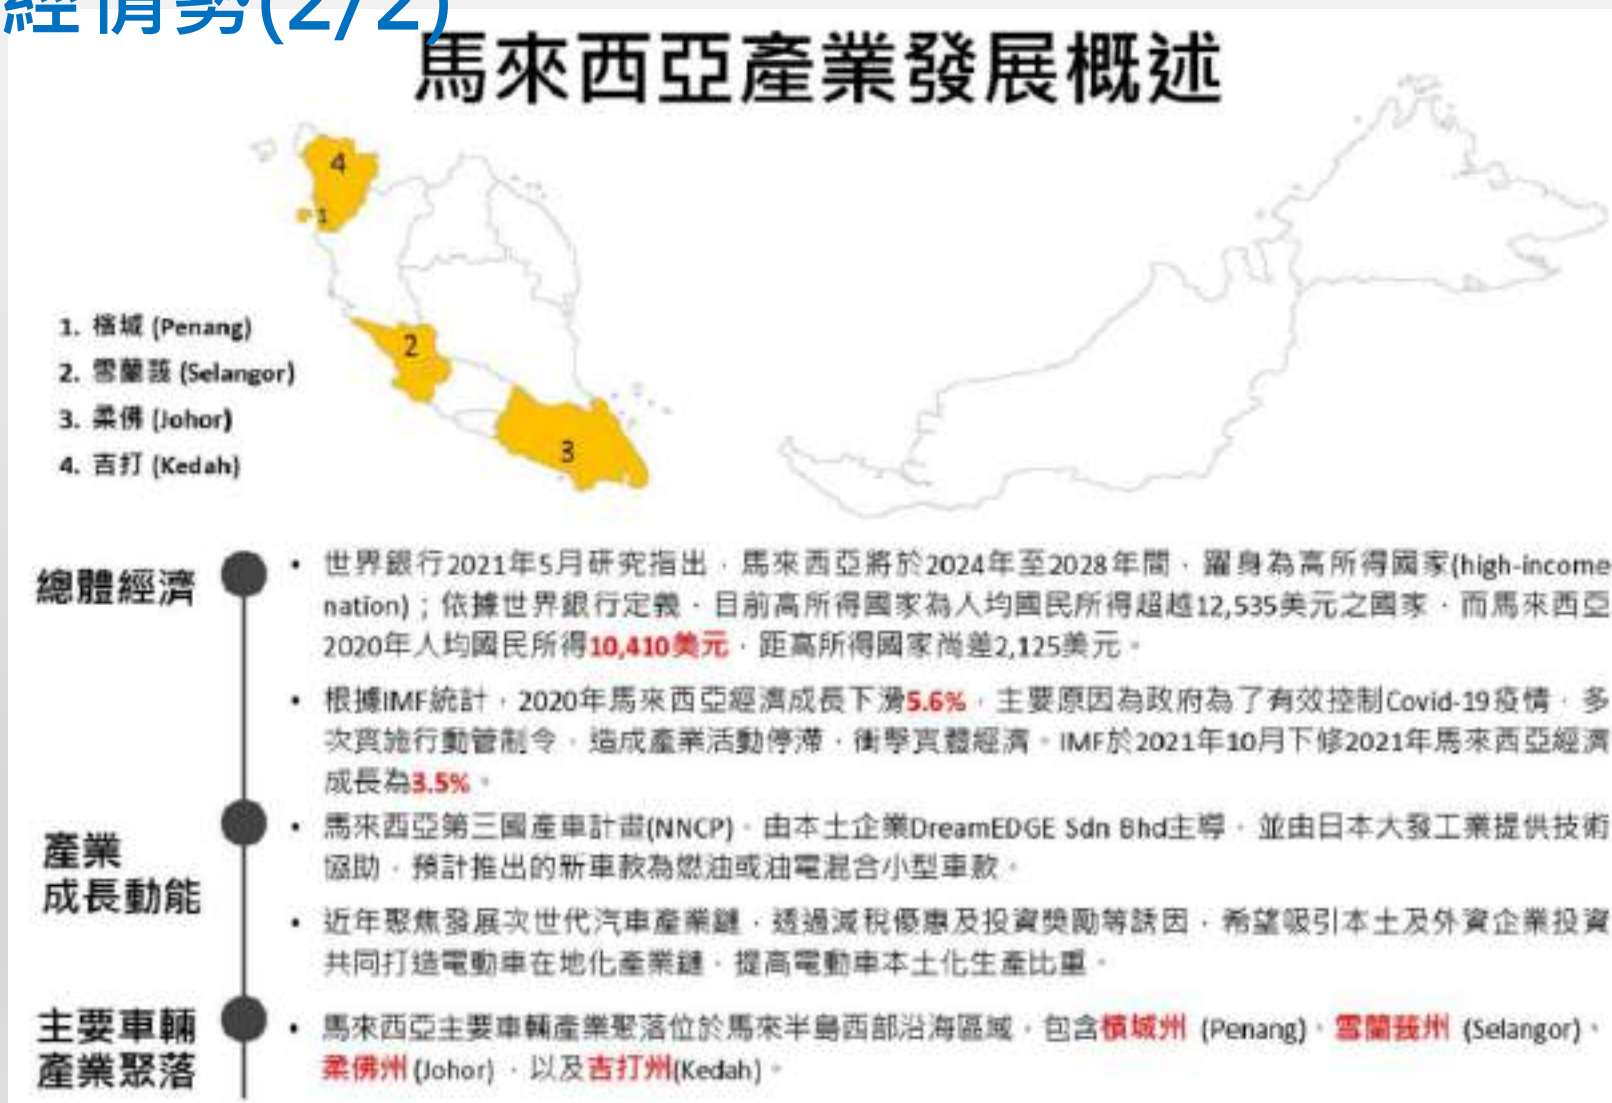 經情勢(2/2)
馬來西亞產業發展概述
4
1
2
3
1. 檳城 (Penang)
2. 雪蘭莪 (Selangor)
3. 柔佛 (Johor)
4. 吉打 (Kedah)
總體經濟
• 世界銀行2021年5月研究指出，馬來西亞將於2024年至2028年間，躍身為高所得國家(high-income
nation)；依據世界銀行定義，目前高所得國家為人均國民所得超越12,535美元之國家，而馬來西亞
2020年人均國民所得10,410美元，距高所得國家尚差2,125美元。
• 根據IMF統計，2020年馬來西亞經濟成長下滑5.6%，主要原因為政府為了有效控制Covid-19疫情，多
次實施行動管制令，造成產業活動停滯，衝擊實體經濟。IMF於2021年10月下修2021年馬來西亞經濟
成長為3.5%。
產業
成長動能
• 馬來西亞第三國產車計畫(NNCP)，由本土企業DreamEDGE Sdn Bhd主導，並由日本大發工業提供技術
協助，預計推出的新車款為燃油或油電混合小型車款。
• 近年聚焦發展次世代汽車產業鏈，透過減稅優惠及投資獎勵等誘因，希望吸引本土及外資企業投資
共同打造電動車在地化產業鏈，提高電動車本土化生產比重。
主要車輛
產業聚落
• 馬來西亞主要車輛產業聚落位於馬來半島西部沿海區域，包含檳城州 (Penang)、雪蘭莪州 (Selangor)、
柔佛州 (Johor) ，以及吉打州(Kedah)。